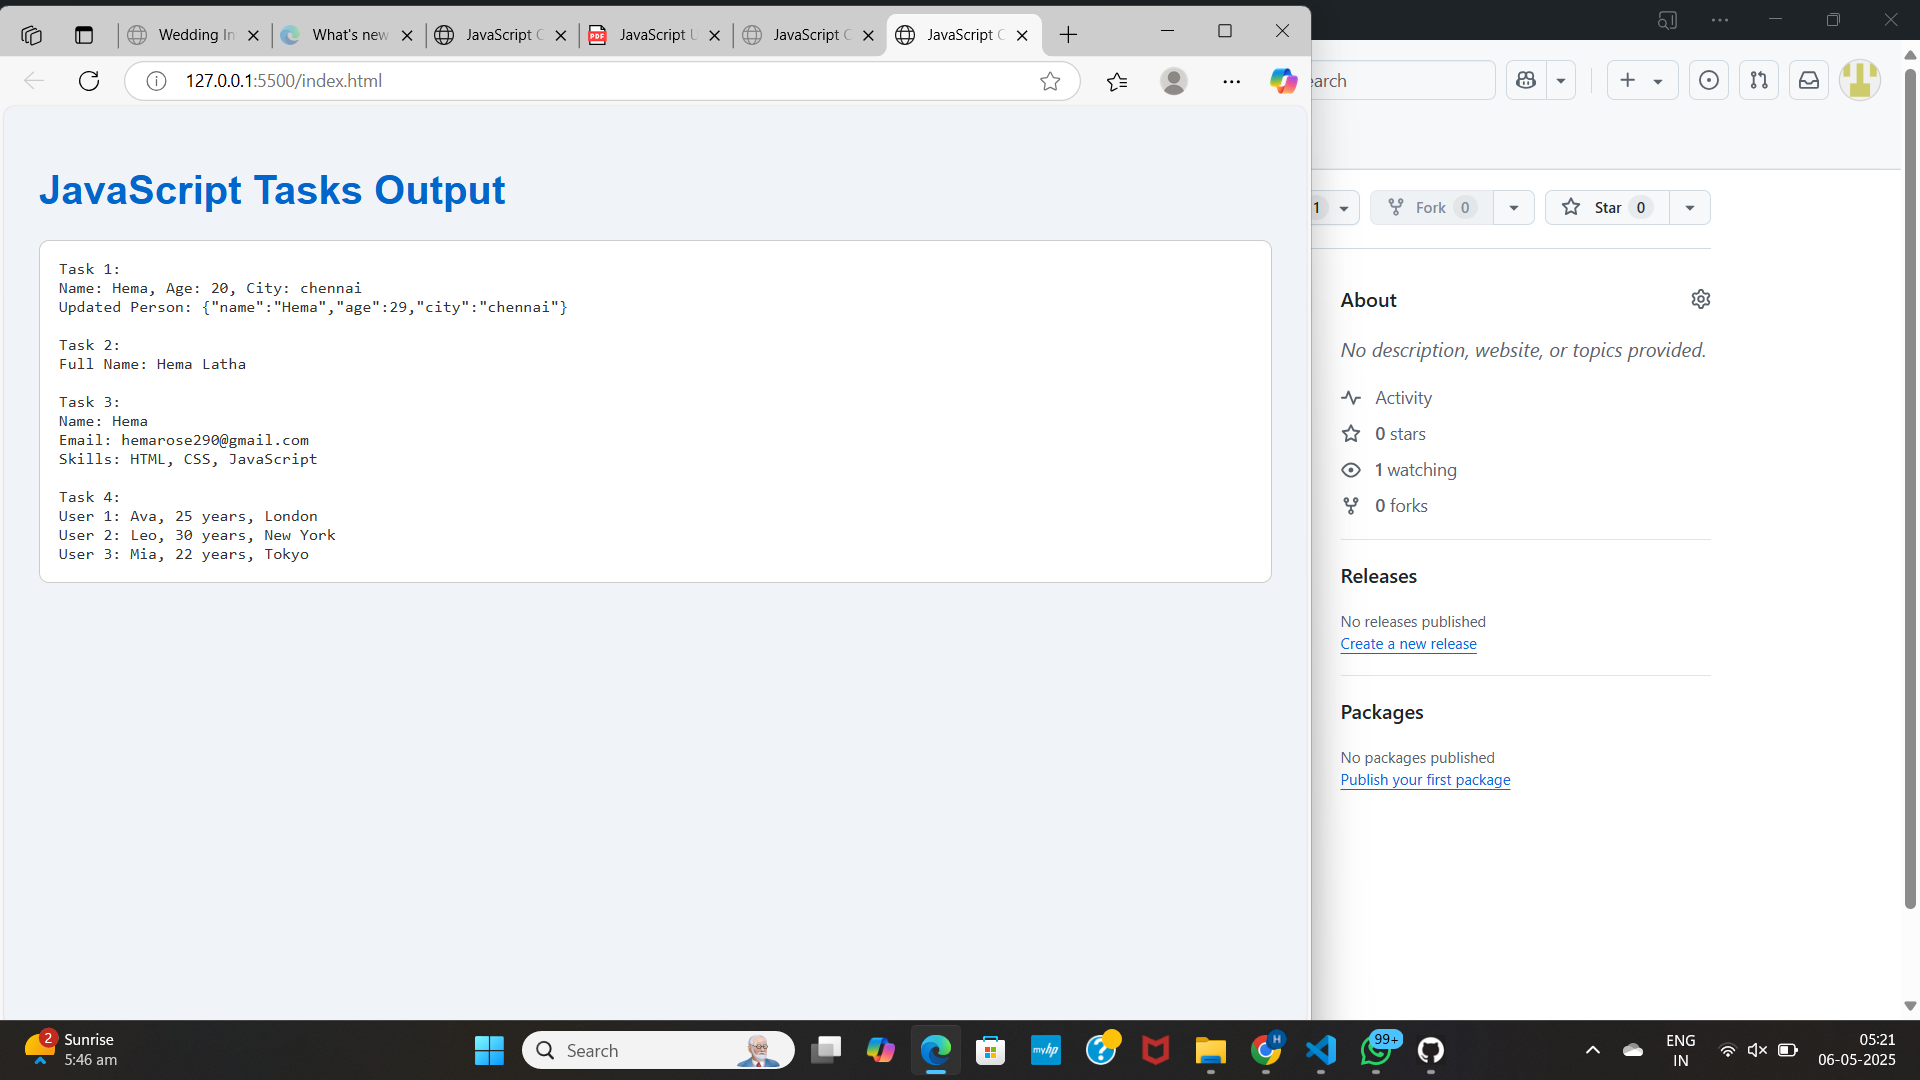 Wedding In
What's new
JavaScript C
JavaScript U
JavaScript C
JavaScript C
127.0.0.1:5500/index.html
earch
JavaScript Tasks Output
Task 1:
Name: Hema, Age: 20, City: chennai
Updated Person: {"name":"Hema","age":29,"city":"chennai"}
Task 2:
Full Name: Hema Latha
Task 3:
Name: Hema
Email: hemarose290@gmail.com
Skills: HTML, CSS, JavaScript
Task 4:
User 1: Ava, 25 years, London
User 2: Leo, 30 years, New York
User 3: Mia, 22 years, Tokyo
1
Fork 0
Star 0
About
No description, website, or topics provided.
Activity
0 stars
1 watching
0 forks
Releases
No releases published
Create a new release
Packages
No packages published
Publish your first package
2
Sunrise
5:46 am
Search
PDF
myhp
H
99+
ENG
IN
05:21
06-05-2025